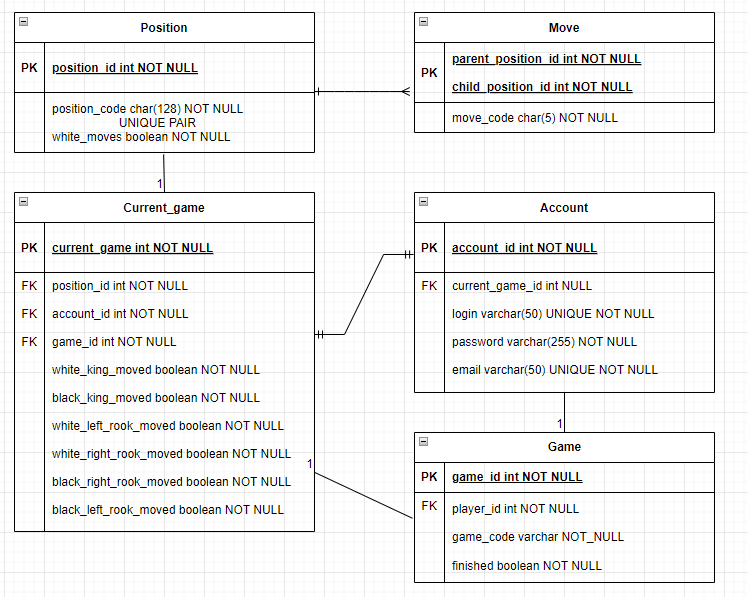 Position
PK position_id int NOT NULL
position_code char(128) NOT NULL
UNIQUE PAIR
white_moves boolean NOT NULL
Move
PK parent_position_id int NOT NULL
child_position_id int NOT NULL
move_code char(5) NOT NULL
1
Current_game
PK current_game int NOT NULL
FK position_id int NOT NULL
FK account_id int NOT NULL
FK game_id int NOT NULL
white_king_moved boolean NOT NULL
black_king_moved boolean NOT NULL
white_left_rook_moved boolean NOT NULL
white_right_rook_moved boolean NOT NULL
black_right_rook_moved boolean NOT NULL
black_left_rook_moved boolean NOT NULL
Account
PK account_id int NOT NULL
FK current_game_id int NULL
login varchar(50) UNIQUE NOT NULL
password varchar(255) NOT NULL
email varchar(50) UNIQUE NOT NULL
1
1
Game
PK game_id int NOT NULL
FK player_id int NOT NULL
game_code varchar NOT_NULL
finished boolean NOT NULL